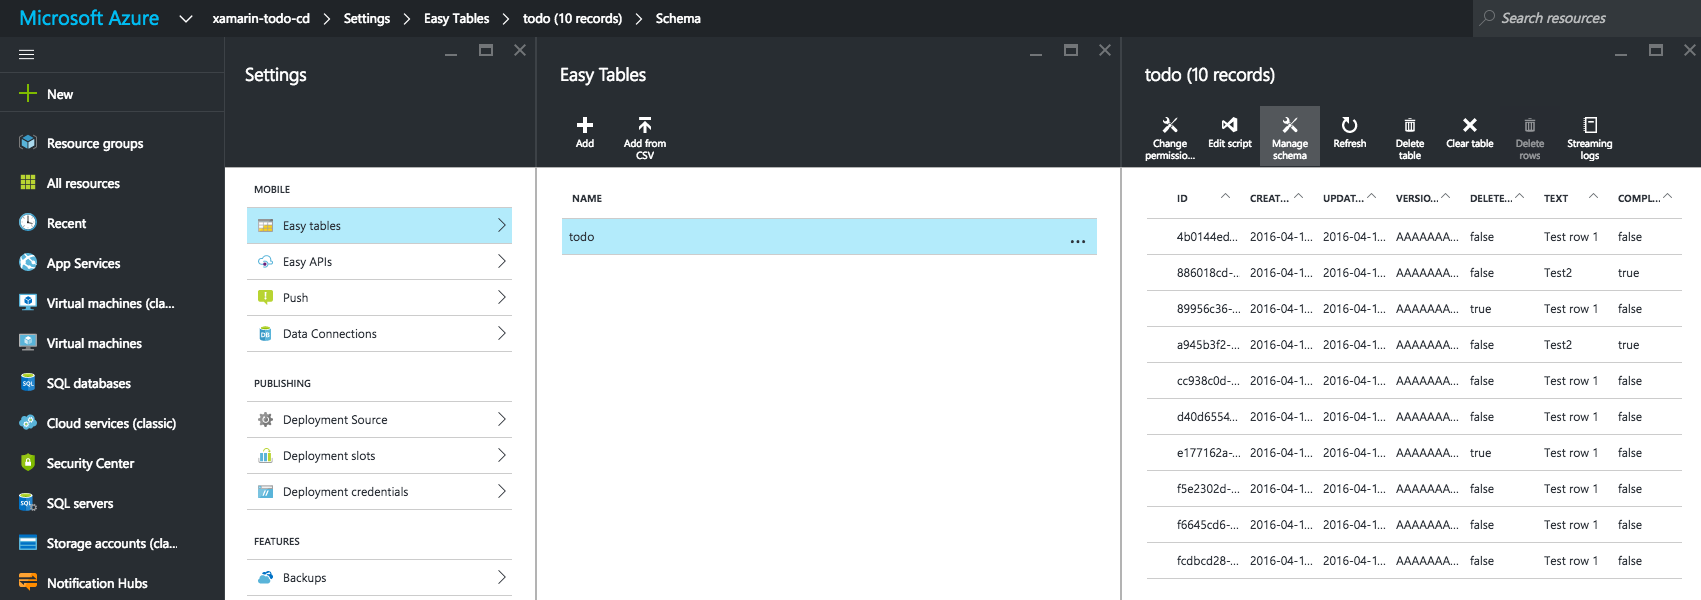 Microsoft Azure xamarin-todo-cd Settings Easy Tables todo (10 records) Schema Search resources
New
Resource groups
All resources
Recent
App Services
Virtual machines (cla...
Virtual machines
SQL databases
Cloud services (classic)
Security Center
SQL servers
Storage accounts (cla...
Notification Hubs
Settings
MOBILE
Easy tables
Easy APIs
Push
Data Connections
PUBLISHING
Deployment Source
Deployment slots
Deployment credentials
FEATURES
Backups
Easy Tables
Add
Add from
CSV
NAME
todo ...
todo (10 records)
Change
permissio...
Edit script
Manage
schema
Refresh
Delete
table
Clear table
Delete
rows
Streaming
logs
ID CREAT... UPDAT... VERSIO... DELETE... TEXT COMPL...
4b0144ed... 2016-04-1... 2016-04-1... AAAAAAA... false Test row 1 false
886018cd-... 2016-04-1... 2016-04-1... AAAAAAA... false Test2 true
89956c36-... 2016-04-1... 2016-04-1... AAAAAAA... true Test row 1 false
a945b3f2-... 2016-04-1... 2016-04-1... AAAAAAA... false Test2 true
cc938c0d-... 2016-04-1... 2016-04-1... AAAAAAA... false Test row 1 false
d40d6554... 2016-04-1... 2016-04-1... AAAAAAA... false Test row 1 false
e177162a-... 2016-04-1... 2016-04-1... AAAAAAA... true Test row 1 false
f5e2302d-... 2016-04-1... 2016-04-1... AAAAAAA... false Test row 1 false
f6645cd6-... 2016-04-1... 2016-04-1... AAAAAAA... false Test row 1 false
fcdbcd28-... 2016-04-1... 2016-04-1... AAAAAAA... false Test row 1 false